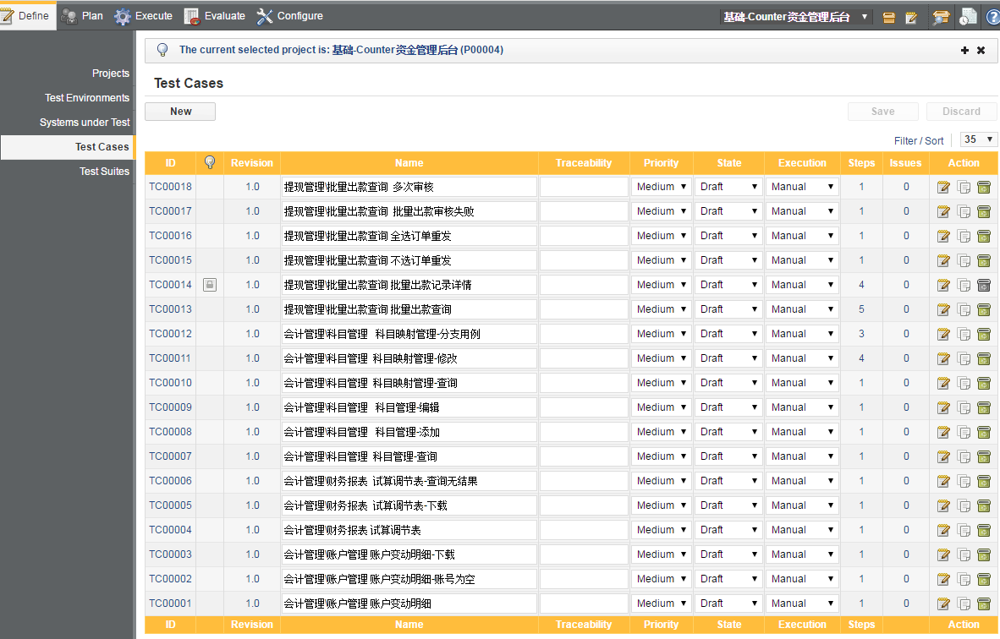 Define Plan Execute Evaluate Configure 基础-Counter资金管理后台
The current selected project is: 基础-Counter资金管理后台 (P00004)
Projects
Test Environments
Systems under Test
Test Cases
Test Suites
Test Cases
New Save Discard
Filter / Sort 35
ID Revision Name Traceability Priority State Execution Steps Issues Action
TC00018 1.0 提现管理\批量出款查询 多次审核 Medium Draft Manual 1 0
TC00017 1.0 提现管理\批量出款查询 批量出款审核失败 Medium Draft Manual 1 0
TC00016 1.0 提现管理\批量出款查询 全选订单重发 Medium Draft Manual 1 0
TC00015 1.0 提现管理\批量出款查询 不选订单重发 Medium Draft Manual 1 0
TC00014 1.0 提现管理\批量出款查询 批量出款记录详情 Medium Draft Manual 4 0
TC00013 1.0 提现管理\批量出款查询 批量出款查询 Medium Draft Manual 5 0
TC00012 1.0 会计管理\科目管理 科目映射管理-分支用例 Medium Draft Manual 3 0
TC00011 1.0 会计管理\科目管理 科目映射管理-修改 Medium Draft Manual 4 0
TC00010 1.0 会计管理\科目管理 科目映射管理-查询 Medium Draft Manual 1 0
TC00009 1.0 会计管理\科目管理 科目管理-编辑 Medium Draft Manual 1 0
TC00008 1.0 会计管理\科目管理 科目管理-添加 Medium Draft Manual 1 0
TC00007 1.0 会计管理\科目管理 科目管理-查询 Medium Draft Manual 1 0
TC00006 1.0 会计管理\财务报表 试算调节表-查询无结果 Medium Draft Manual 1 0
TC00005 1.0 会计管理\财务报表 试算调节表-下载 Medium Draft Manual 1 0
TC00004 1.0 会计管理\财务报表 试算调节表 Medium Draft Manual 1 0
TC00003 1.0 会计管理\账户管理 账户变动明细-下载 Medium Draft Manual 1 0
TC00002 1.0 会计管理\账户管理 账户变动明细-账号为空 Medium Draft Manual 1 0
TC00001 1.0 会计管理\账户管理 账户变动明细 Medium Draft Manual 1 0
ID Revision Name Traceability Priority State Execution Steps Action